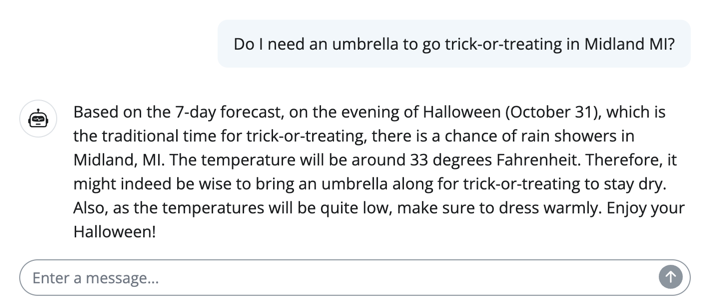 Do I need an umbrella to go trick-or-treating in Midland MI?
Based on the 7-day forecast, on the evening of Halloween (October 31), which is
the traditional time for trick-or-treating, there is a chance of rain showers in
Midland, MI. The temperature will be around 33 degrees Fahrenheit. Therefore, it
might indeed be wise to bring an umbrella along for trick-or-treating to stay dry.
Also, as the temperatures will be quite low, make sure to dress warmly. Enjoy your
Halloween!
Enter a message...